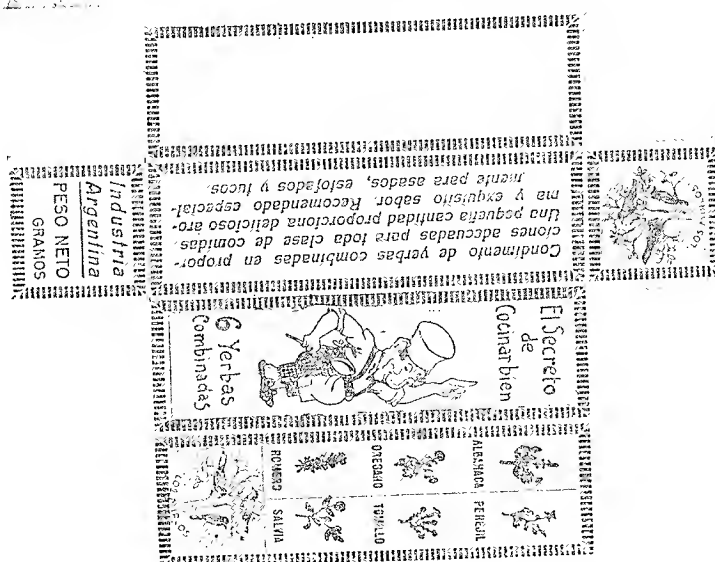 Industria
Argentina
PESO NETO
GRAMOS
Condimento de yerbas combinadas en propor-
ciones adecuadas para toda clase de comidas.
Una pequeña cantidad proporciona delicioso aro-
ma y exquisito sabor. Recomendado especial-
mente para asados, estofados y tucos.
LOS
El Secreto
de
Cocinar bien
6 Yerbas
Combinadas
ALBAHACA
OREGANO
ROMERO
PEREJIL
TOMILLO
SALVIA